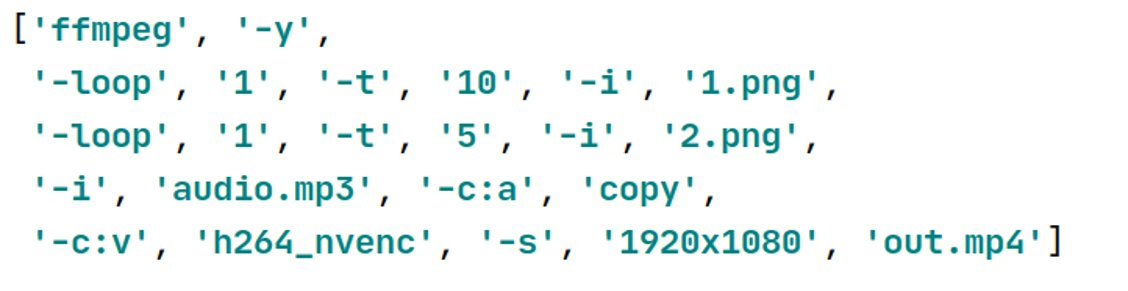 ['ffmpeg', '-y',
'-loop', '1', '-t', '10', '-i', '1.png',
'-loop', '1', '-t', '5', '-i', '2.png',
'-i', 'audio.mp3', '-c:a', 'copy',
'-c:v', 'h264_nvenc', '-s', '1920x1080', 'out.mp4']